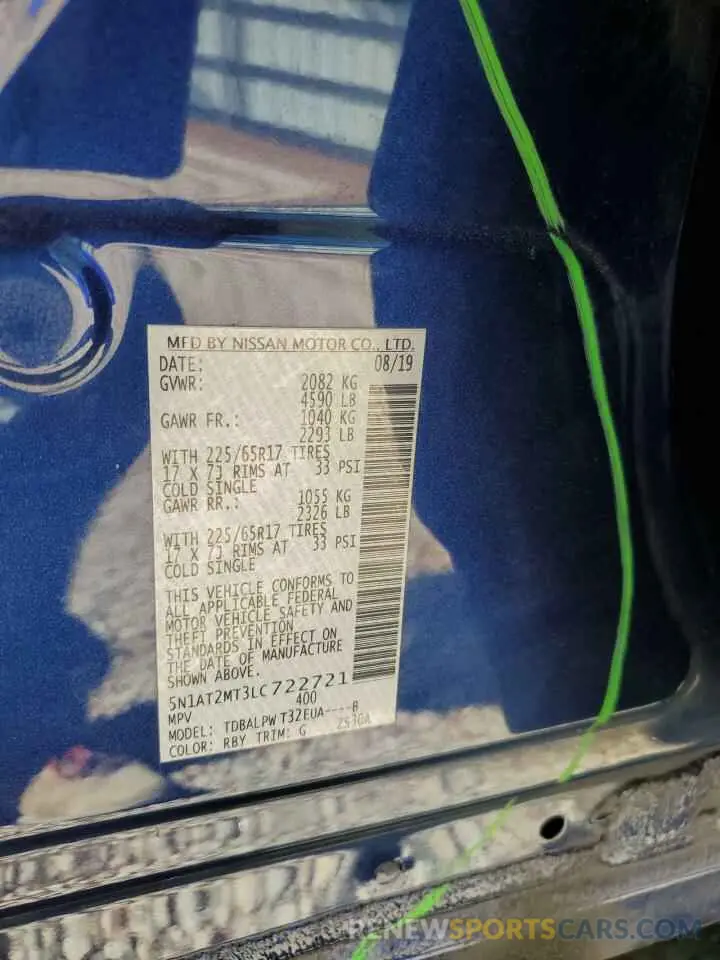 MFD BY NISSAN MOTOR CO., LTD.
DATE: 08/19
GVWR: 2082 KG
4590 LB
GAWR FR.: 1040 KG
2293 LB
WITH 225/65R17 TIRES
17 X 7J RIMS AT 33 PSI
COLD SINGLE
GAWR RR.: 1055 KG
2326 LB
WITH 225/65R17 TIRES
17 X 7J RIMS AT 33 PSI
COLD SINGLE
THIS VEHICLE CONFORMS TO
ALL APPLICABLE FEDERAL
MOTOR VEHICLE SAFETY AND
THEFT PREVENTION
STANDARDS IN EFFECT ON
THE DATE OF MANUFACTURE
SHOWN ABOVE.
5N1AT2MT3LC722721
MPV 400
MODEL: TDBALPW T32EUA----B
COLOR: RBY TRIM: G 2S30A
RENEWSPORTSCARS.COM